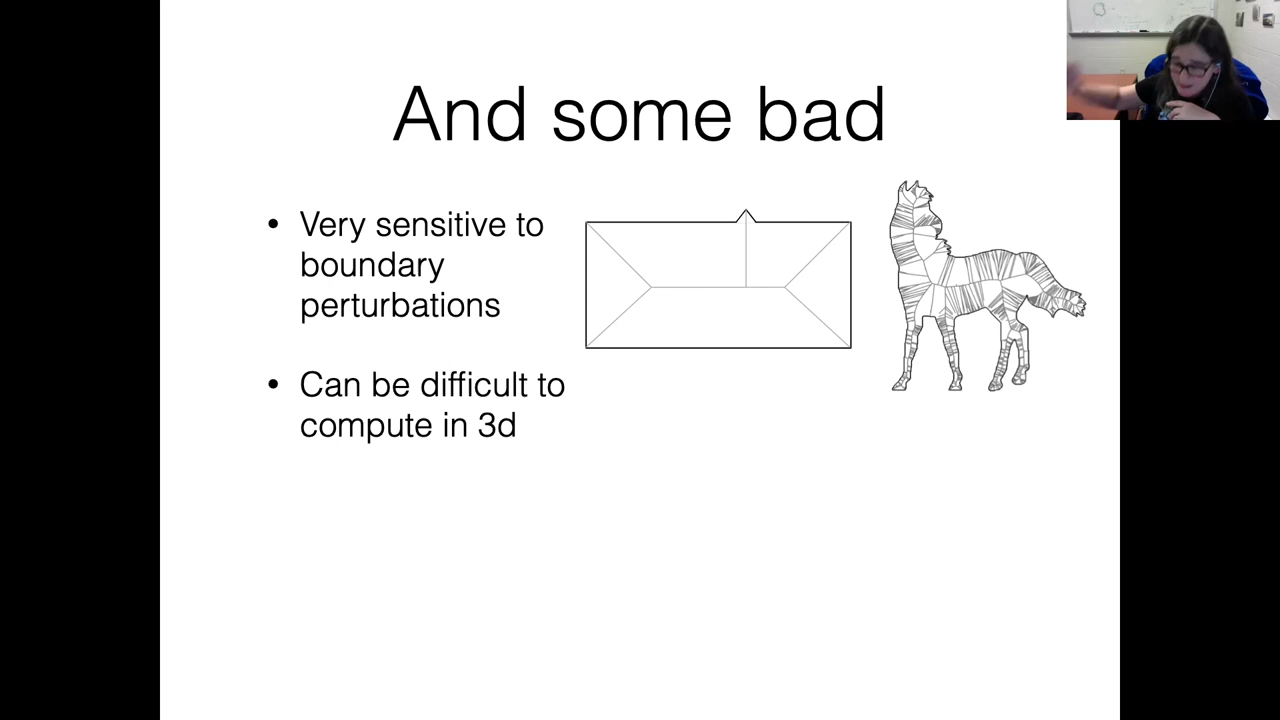 And some bad
• Very sensitive to
boundary
perturbations
• Can be difficult to
compute in 3d